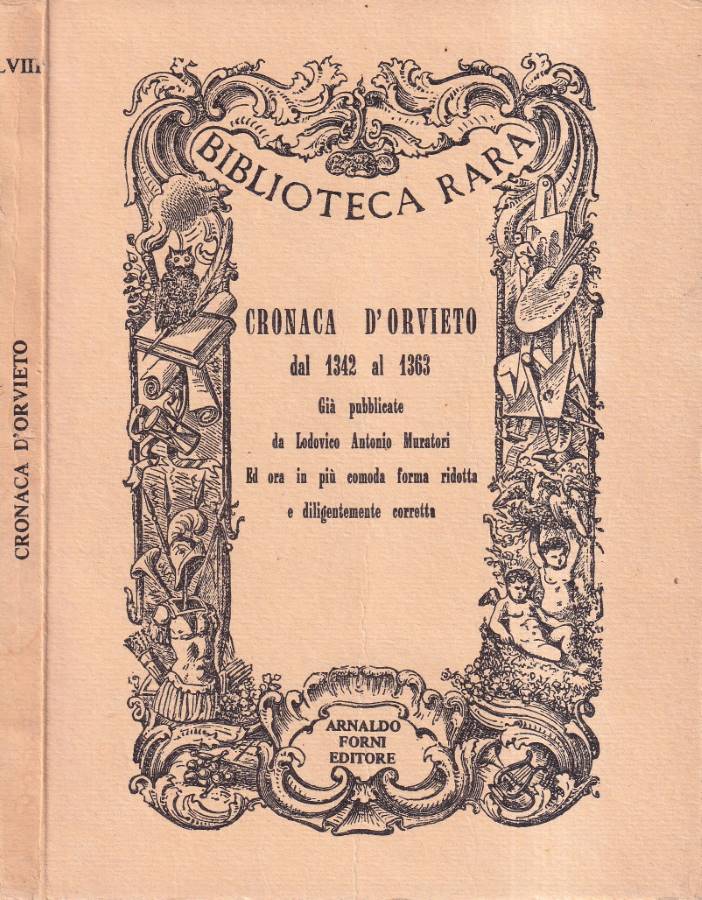 LVIII
CRONACA D'ORVIETO
BIBLIOTECA RARA
CRONACA D'ORVIETO
dal 1342 al 1363
Già pubblicate
da Lodovico Antonio Muratori
Ed ora in più comoda forma ridotta
e diligentemente corretta
ARNALDO
FORNI
EDITORE